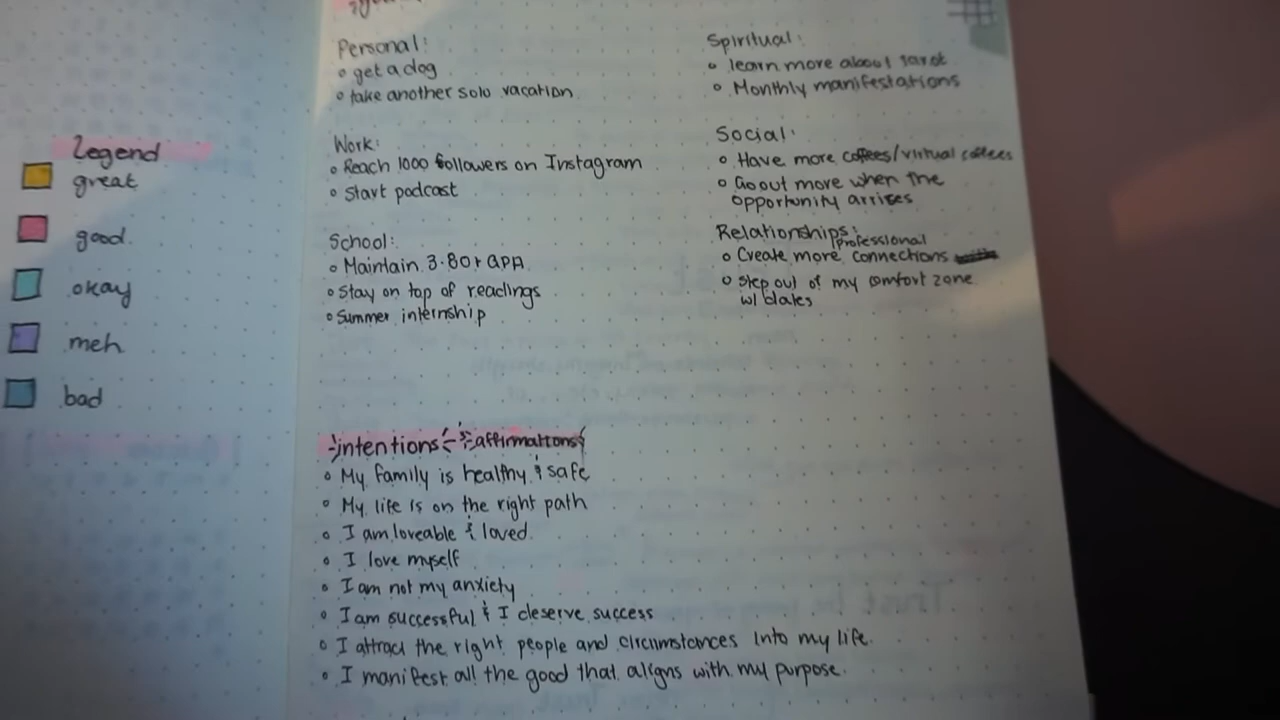 Legend
great
good
okay
meh
bad
Personal:
get a dog
take another solo vacation
Work:
Reach 1000 followers on Instagram
Start podcast
School:
Maintain 3.80+ GPA
Stay on top of readings
Summer internship
Spiritual:
learn more about tarot
Monthly manifestations
Social:
Have more coffees/virtual coffees
Go out more when the
opportunity arrises
Relationships:
professional
Create more connections
Step out of my comfort zone
w/ dates
intentions & affirmations
My family is healthy & safe
My life is on the right path
I am loveable & loved
I love myself
I am not my anxiety
I am successful & I deserve success
I attract the right people and circumstances into my life.
I manifest all the good that aligns with my purpose.